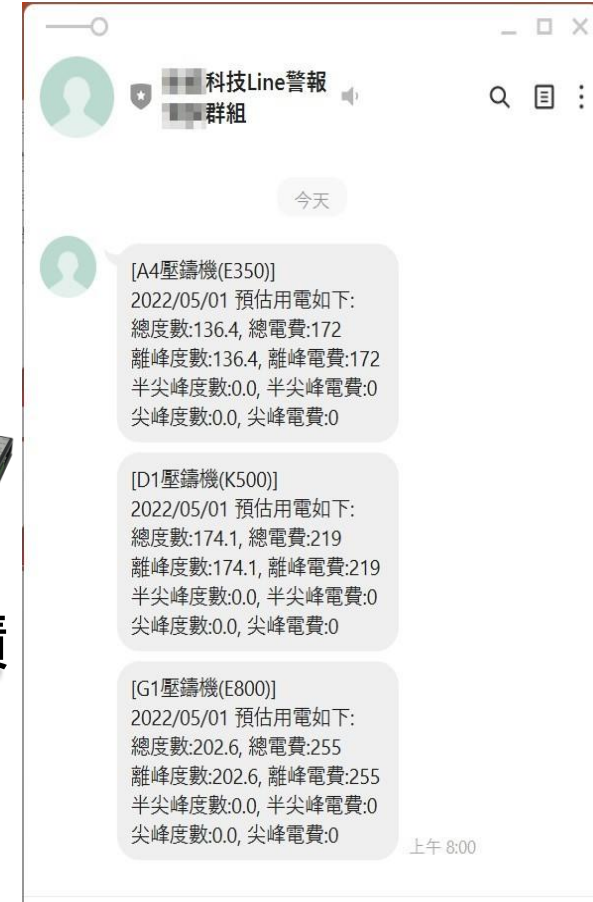 科技Line警報
群組
今天
[A4壓鑄機(E350)]
2022/05/01 預估用電如下:
總度數:136.4, 總電費:172
離峰度數:136.4, 離峰電費:172
半尖峰度數:0.0, 半尖峰電費:0
尖峰度數:0.0, 尖峰電費:0
[D1壓鑄機(K500)]
2022/05/01 預估用電如下:
總度數:174.1, 總電費:219
離峰度數:174.1, 離峰電費:219
半尖峰度數:0.0, 半尖峰電費:0
尖峰度數:0.0, 尖峰電費:0
[G1壓鑄機(E800)]
2022/05/01 預估用電如下:
總度數:202.6, 總電費:255
離峰度數:202.6, 離峰電費:255
半尖峰度數:0.0, 半尖峰電費:0
尖峰度數:0.0, 尖峰電費:0
上午 8:00